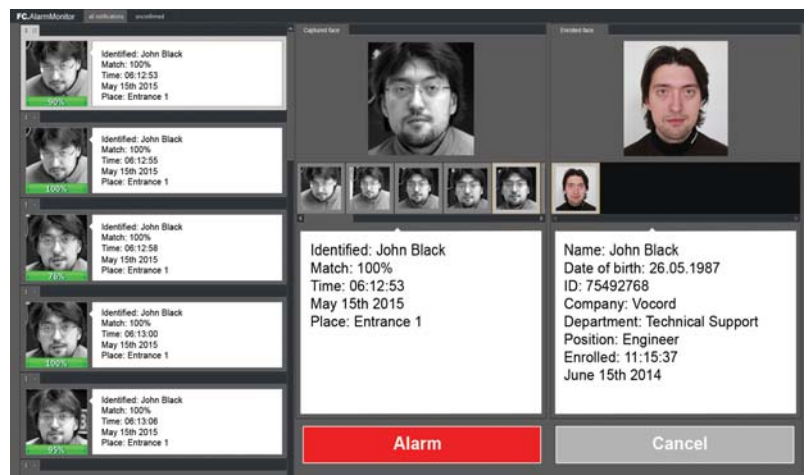 FC.AlarmMonitor
all notifications
unconfirmed
Identified: John Black
Match: 100%
Time: 06:12:53
May 15th 2015
Place: Entrance 1
90%
Identified: John Black
Match: 100%
Time: 06:12:55
May 15th 2015
Place: Entrance 1
100%
Identified: John Black
Match: 100%
Time: 06:12:58
May 15th 2015
Place: Entrance 1
76%
Identified: John Black
Match: 100%
Time: 06:13:00
May 15th 2015
Place: Entrance 1
100%
Identified: John Black
Match: 100%
Time: 06:13:06
May 15th 2015
Place: Entrance 1
95%
Captured face
Identified: John Black
Match: 100%
Time: 06:12:53
May 15th 2015
Place: Entrance 1
Alarm
Enrolled face
Name: John Black
Date of birth: 26.05.1987
ID: 75492768
Company: Vocord
Department: Technical Support
Position: Engineer
Enrolled: 11:15:37
June 15th 2014
Cancel